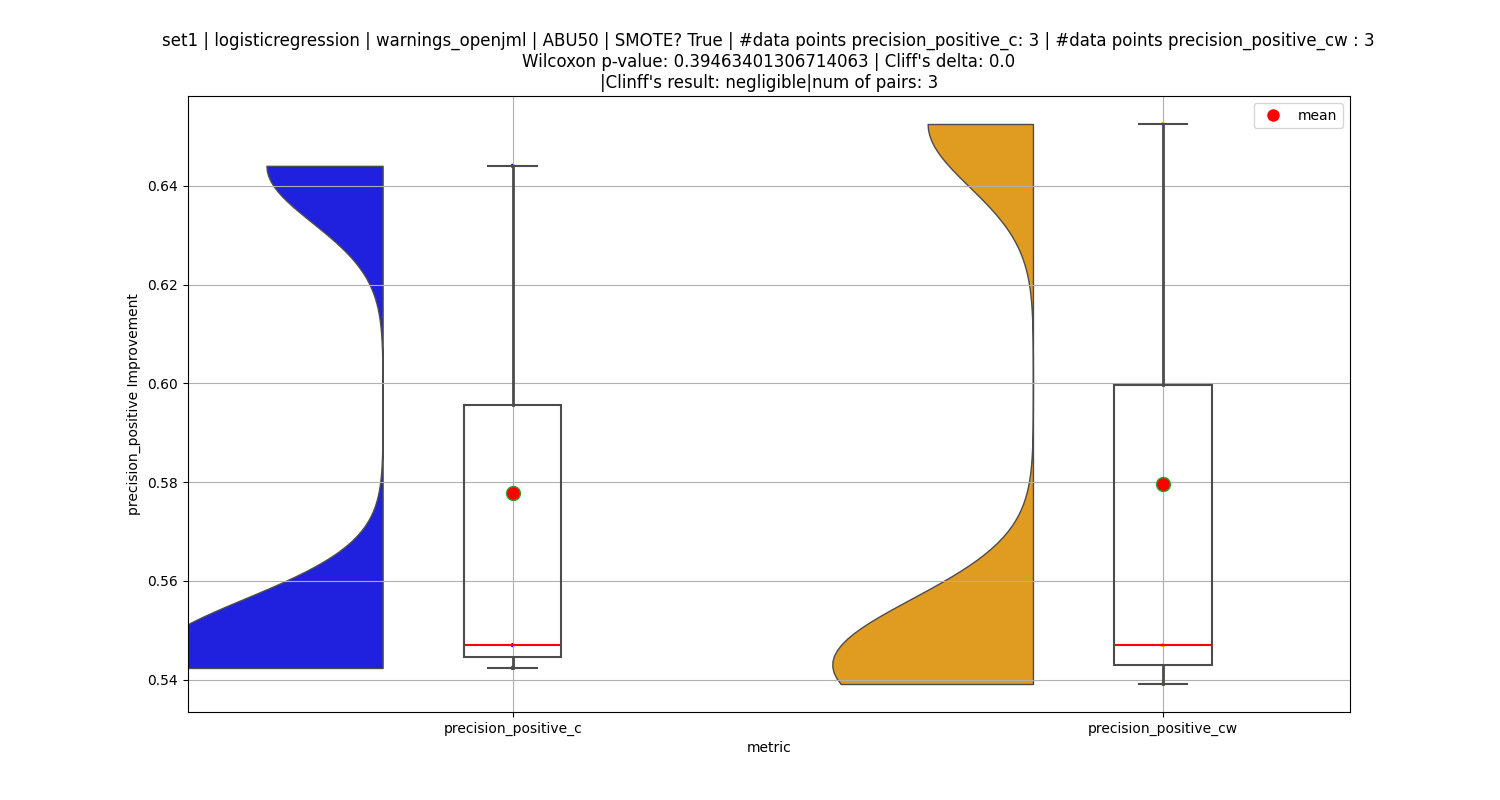 set1 | logisticregression | warnings_openjml | ABU50 | SMOTE? True | #data points precision_positive_c: 3 | #data points precision_positive_cw : 3
Wilcoxon p-value: 0.39463401306714063 | Cliff's delta: 0.0
|Clinff's result: negligible|num of pairs: 3
mean
precision_positive Improvement
0.64
0.62
0.60
0.58
0.56
0.54
precision_positive_c
precision_positive_cw
metric